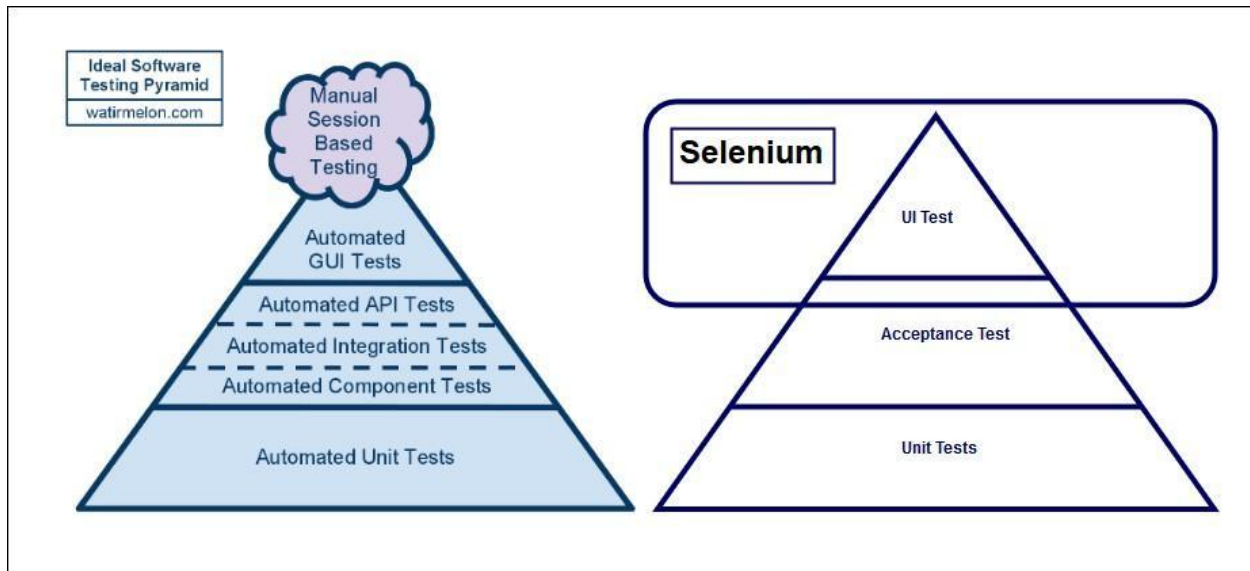 Ideal Software
Testing Pyramid
watirmelon.com
Manual
Session
Based
Testing
Automated
GUI Tests
Automated API Tests
Automated Integration Tests
Automated Component Tests
Automated Unit Tests
Selenium
UI Test
Acceptance Test
Unit Tests